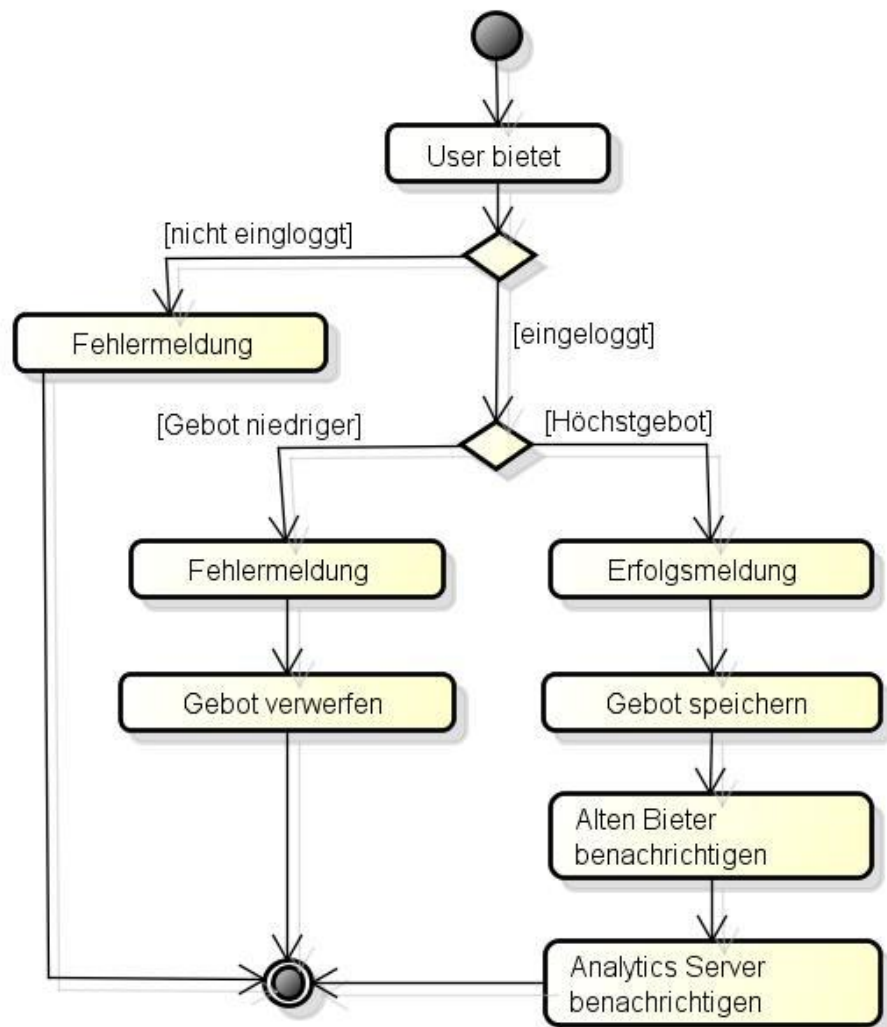 User bietet
[nicht eingloggt]
Fehlermeldung
[eingeloggt]
[Gebot niedriger]
[Höchstgebot]
Fehlermeldung
Erfolgsmeldung
Gebot verwerfen
Gebot speichern
Alten Bieter
benachrichtigen
Analytics Server
benachrichtigen